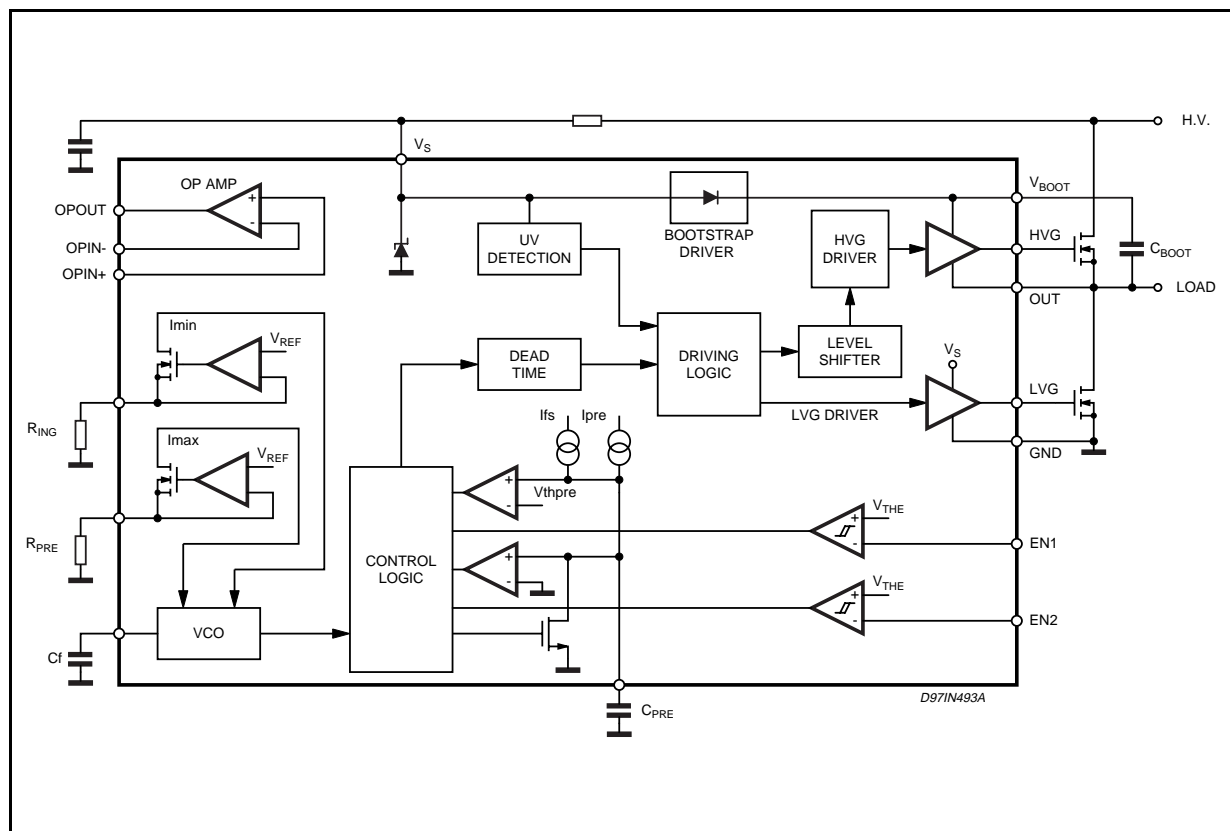 H.V.
V_S
OP AMP
+
-
OPOUT
OPIN-
OPIN+
UV
DETECTION
BOOTSTRAP
DRIVER
HVG
DRIVER
V_BOOT
HVG
C_BOOT
OUT
LOAD
Imin
V_REF
DEAD
TIME
DRIVING
LOGIC
LEVEL
SHIFTER
V_S
LVG
LVG DRIVER
GND
R_ING
Imax
V_REF
Ifs
Ipre
+
-
Vthpre
R_PRE
CONTROL
LOGIC
+
-
V_THE
+
-
EN1
V_THE
+
-
EN2
VCO
Cf
C_PRE
D97IN493A